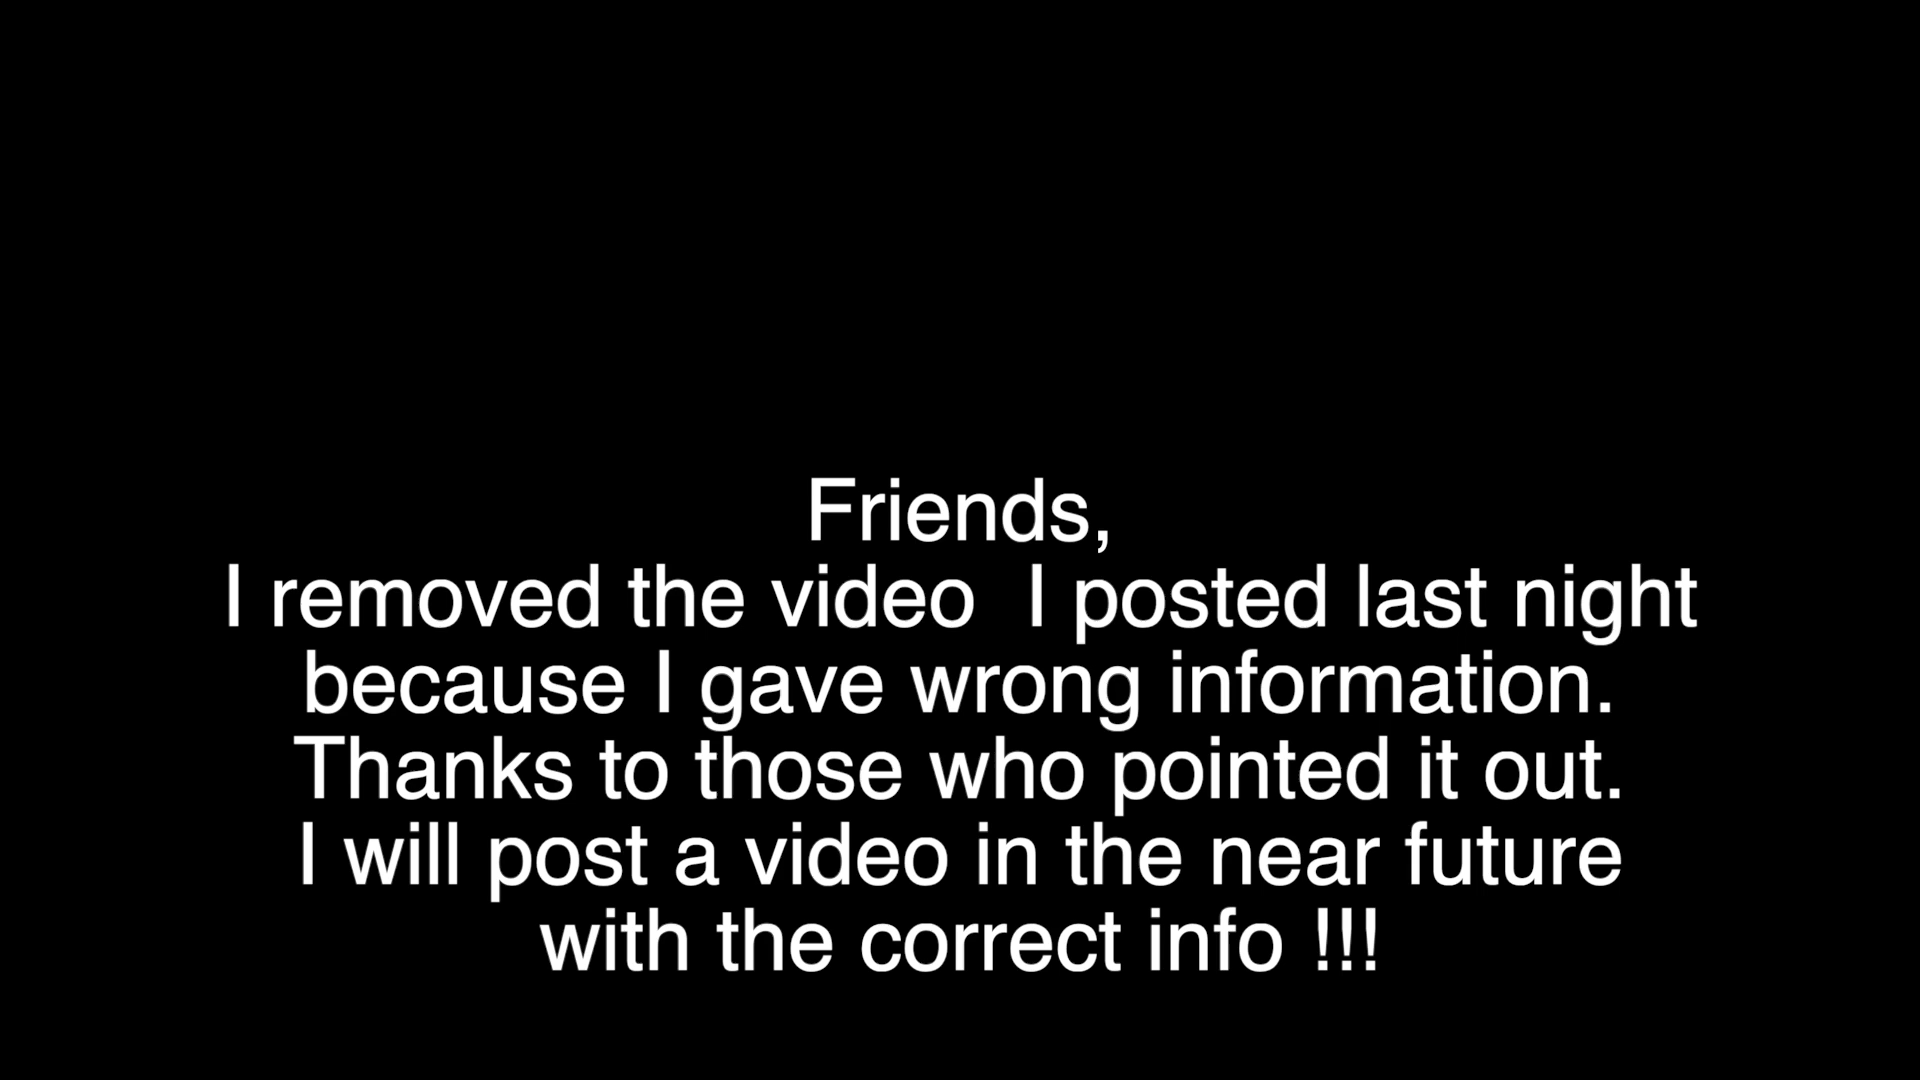 Friends,
I removed the video  I posted last night
because I gave wrong information.
Thanks to those who pointed it out.
I will post a video in the near future
with the correct info !!!